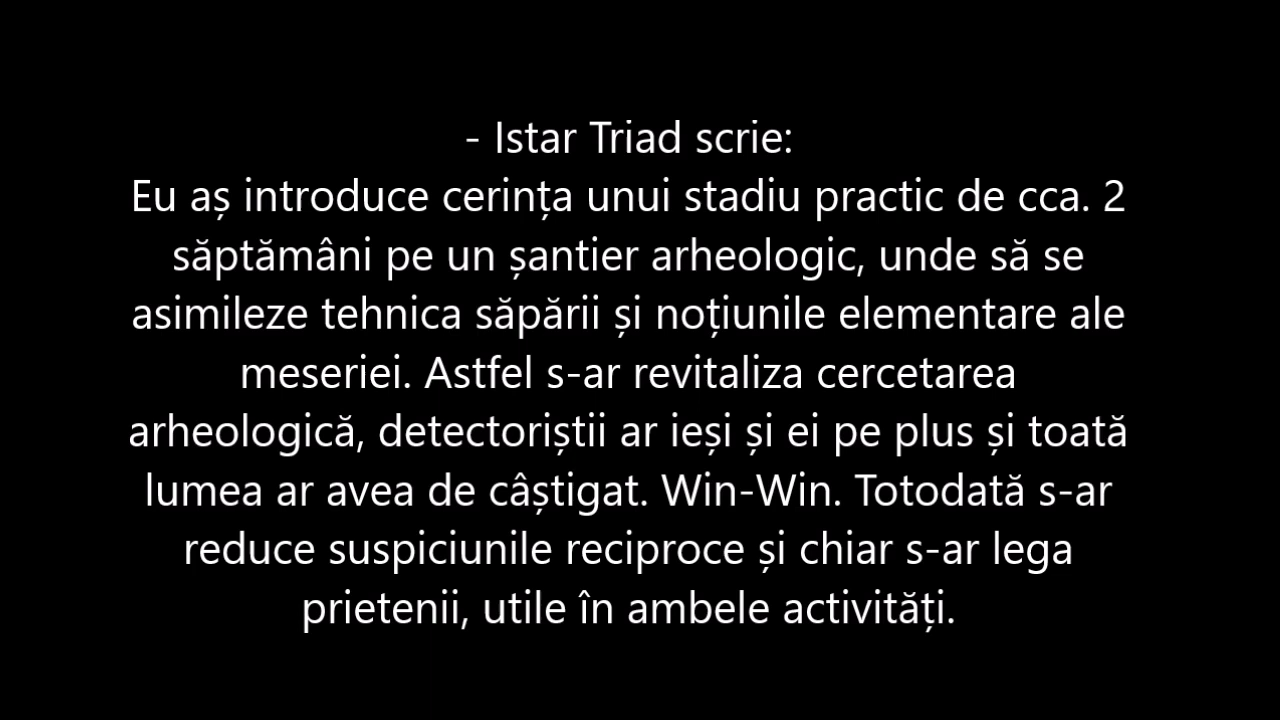 - Istar Triad scrie:
Eu aș introduce cerința unui stadiu practic de cca. 2
săptămâni pe un șantier arheologic, unde să se
asimileze tehnica săpării și noțiunile elementare ale
meseriei. Astfel s-ar revitaliza cercetarea
arheologică, detectoriștii ar ieși și ei pe plus și toată
lumea ar avea de câștigat. Win-Win. Totodată s-ar
reduce suspiciunile reciproce și chiar s-ar lega
prietenii, utile în ambele activități.